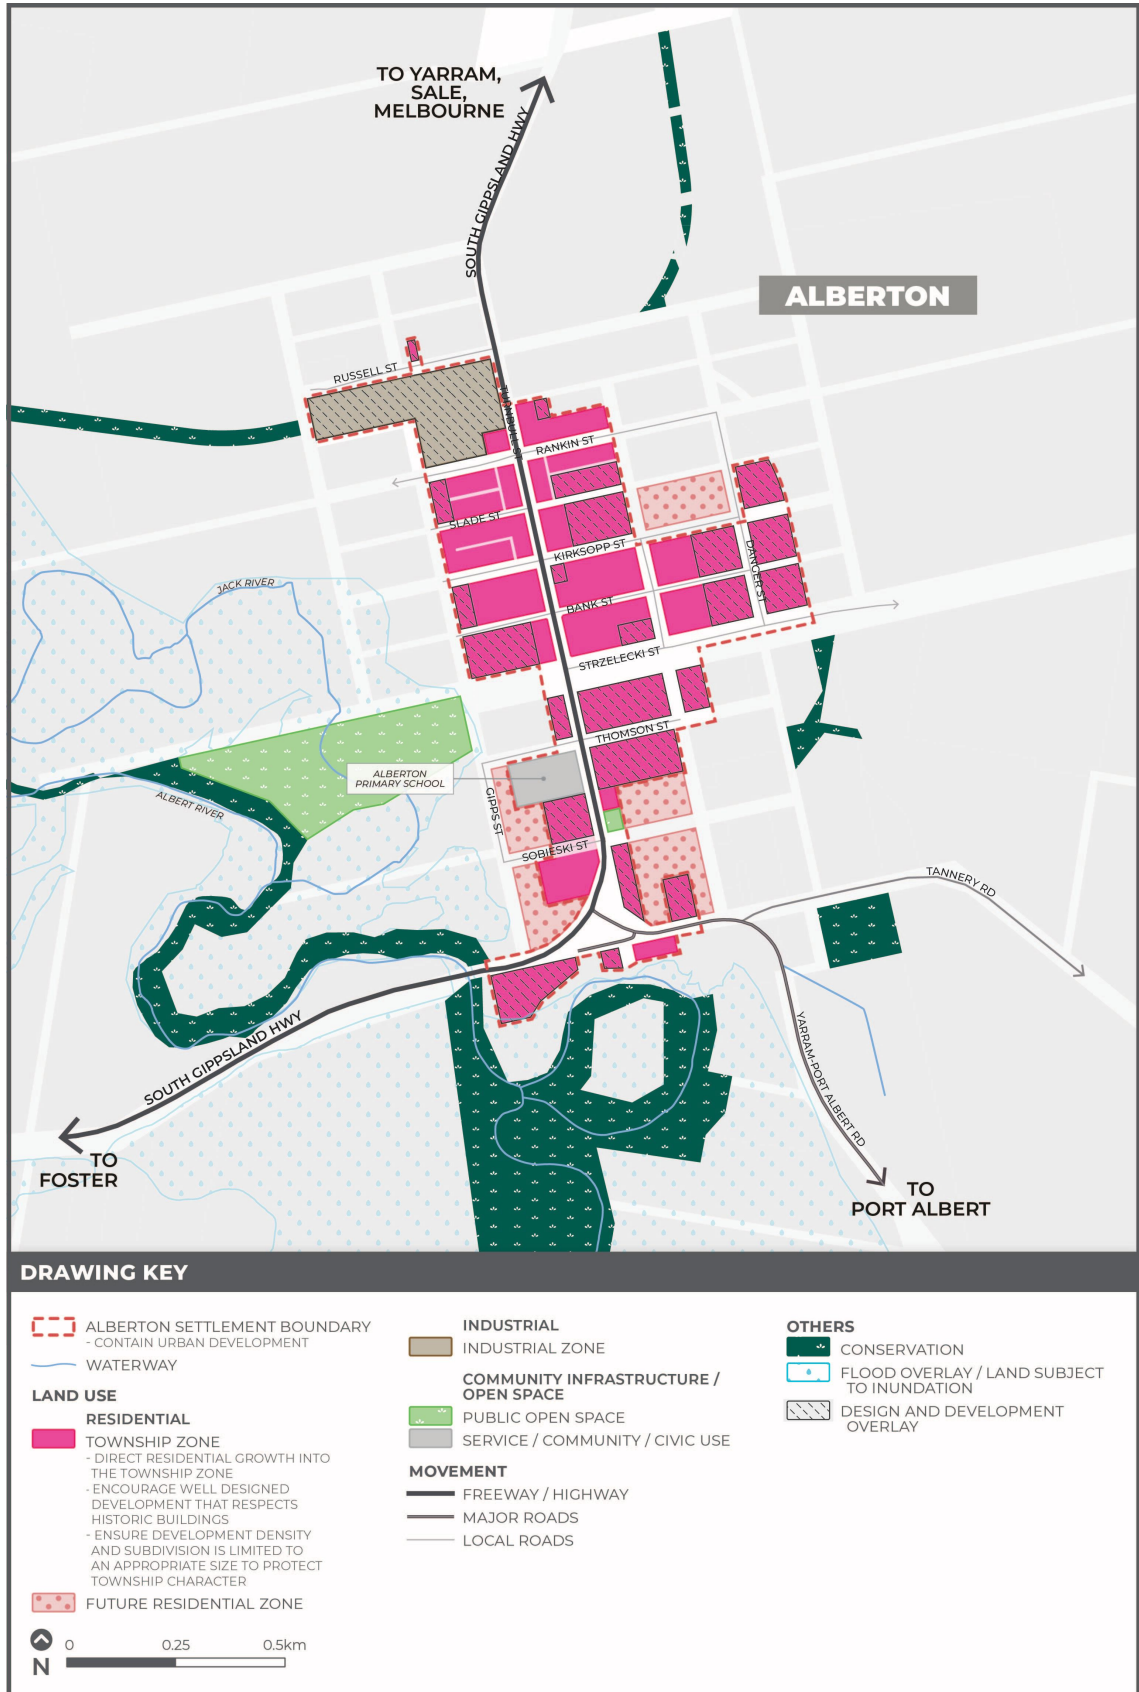 TO YARRAM,
SALE,
MELBOURNE
SOUTH GIPPSLAND HWY
ALBERTON
RUSSELL ST
TURNBULL ST
RANKIN ST
SLADE ST
KIRKSOPP ST
DANGER ST
JACK RIVER
BANK ST
STRZELECKI ST
THOMSON ST
ALBERTON
PRIMARY SCHOOL
GIPPS ST
ALBERT RIVER
SOBIESKI ST
TANNERY RD
SOUTH GIPPSLAND HWY
YARRAM-PORT ALBERT RD
TO
FOSTER
TO
PORT ALBERT
DRAWING KEY
ALBERTON SETTLEMENT BOUNDARY
- CONTAIN URBAN DEVELOPMENT
WATERWAY
LAND USE
RESIDENTIAL
TOWNSHIP ZONE
- DIRECT RESIDENTIAL GROWTH INTO
THE TOWNSHIP ZONE
- ENCOURAGE WELL DESIGNED
DEVELOPMENT THAT RESPECTS
HISTORIC BUILDINGS
- ENSURE DEVELOPMENT DENSITY
AND SUBDIVISION IS LIMITED TO
AN APPROPRIATE SIZE TO PROTECT
TOWNSHIP CHARACTER
FUTURE RESIDENTIAL ZONE
N
0 0.25 0.5km
INDUSTRIAL
INDUSTRIAL ZONE
COMMUNITY INFRASTRUCTURE /
OPEN SPACE
PUBLIC OPEN SPACE
SERVICE / COMMUNITY / CIVIC USE
MOVEMENT
FREEWAY / HIGHWAY
MAJOR ROADS
LOCAL ROADS
OTHERS
CONSERVATION
FLOOD OVERLAY / LAND SUBJECT
TO INUNDATION
DESIGN AND DEVELOPMENT
OVERLAY